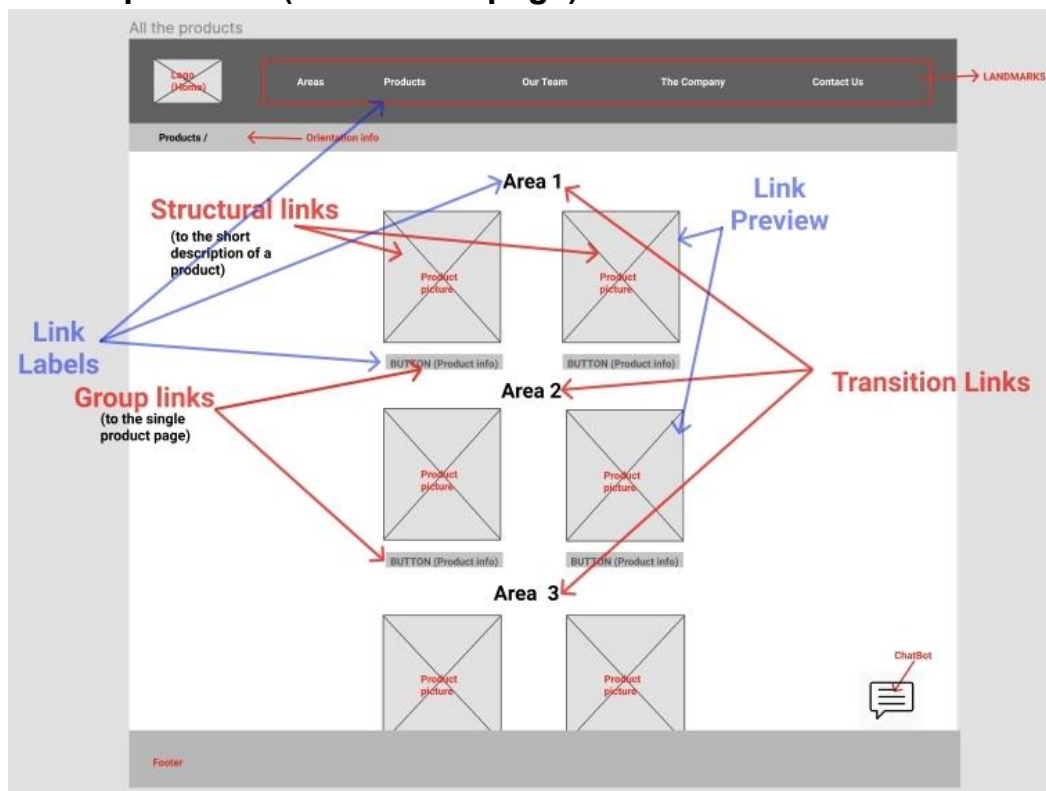 All the products
Logo
(Home)
Areas Products Our Team The Company Contact Us
LANDMARKS
Products /
Orientation info
Area 1
Link
Preview
Structural links
(to the short
description of a
product)
Product
picture
Product
picture
Link
Labels
BUTTON (Product info) BUTTON (Product info)
Area 2
Transition Links
Group links
(to the single
product page)
Product
picture
Product
picture
BUTTON (Product info) BUTTON (Product info)
Area 3
ChatBot
Product
picture
Product
picture
Footer